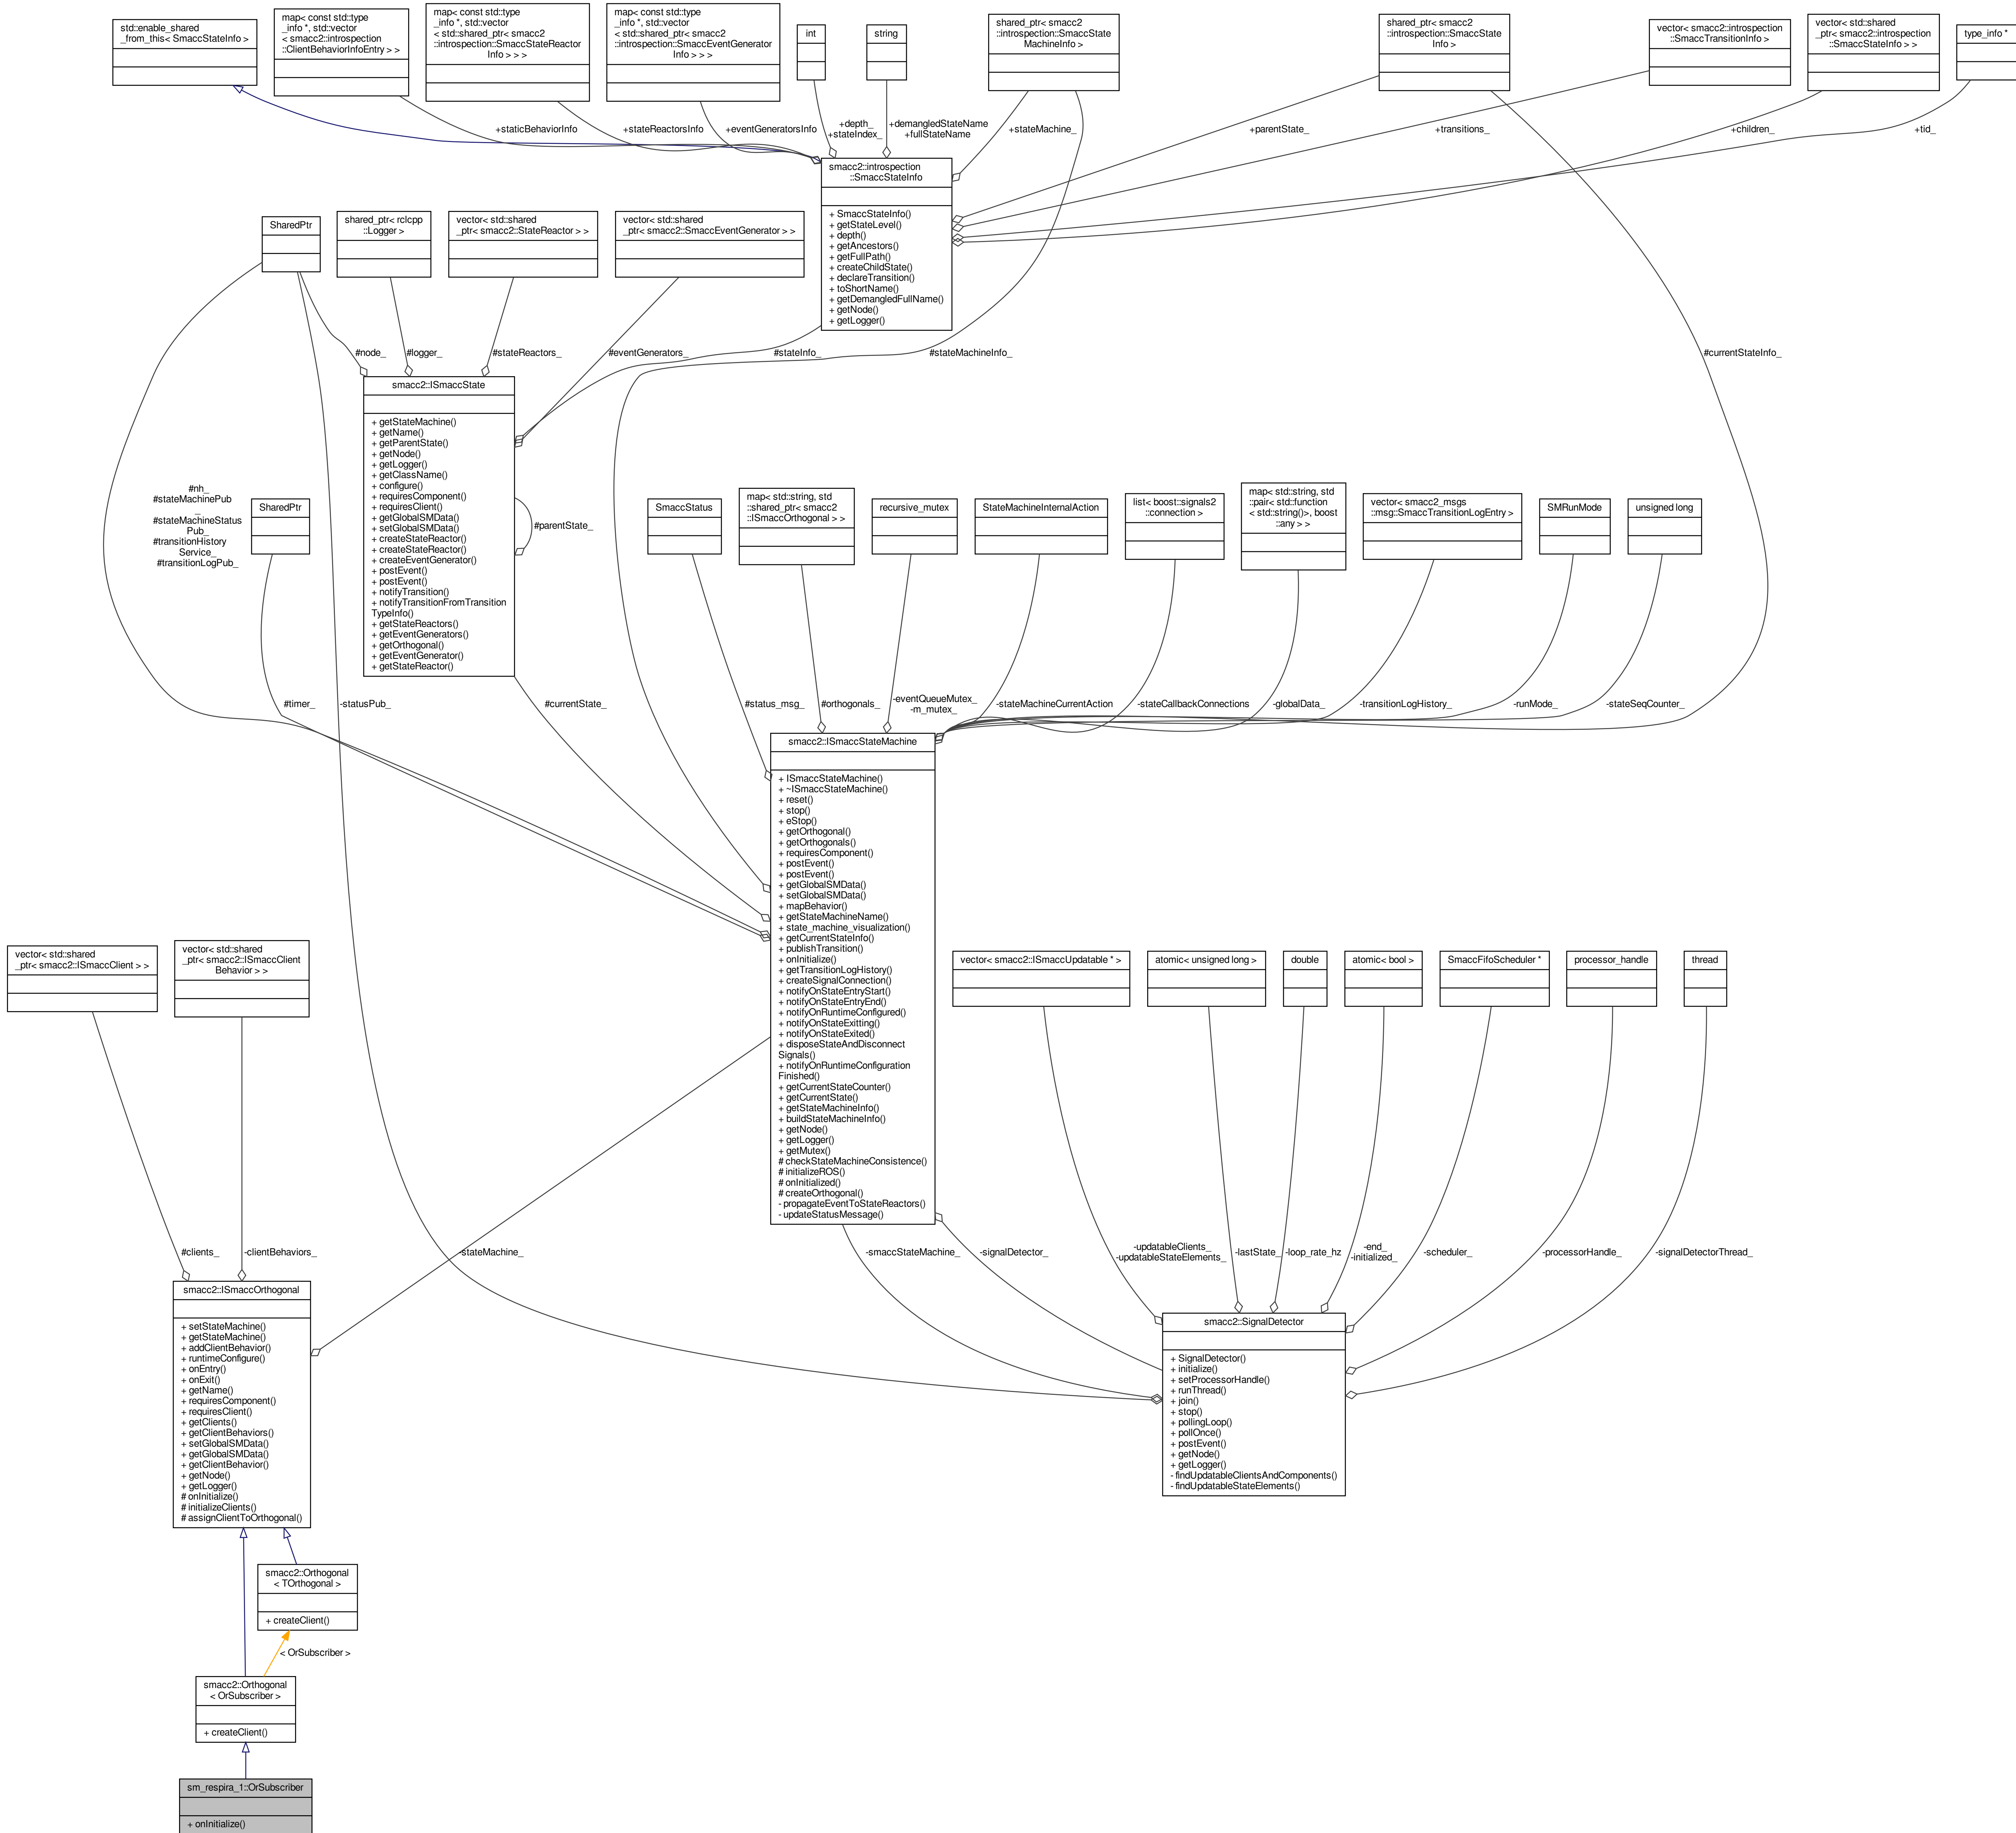 std::enable_shared
_from_this< SmaccStateInfo >
map< const std::type
_info *, std::vector
< smacc2::introspection
::ClientBehaviorInfoEntry > >
map< const std::type
_info *, std::vector
< std::shared_ptr< smacc2
::introspection::SmaccStateReactor
Info > > >
map< const std::type
_info *, std::vector
< std::shared_ptr< smacc2
::introspection::SmaccEventGenerator
Info > > >
int
string
shared_ptr< smacc2
::introspection::SmaccState
MachineInfo >
shared_ptr< smacc2
::introspection::SmaccState
Info >
vector< smacc2::introspection
::SmaccTransitionInfo >
vector< std::shared
_ptr< smacc2::introspection
::SmaccStateInfo > >
type_info *
+staticBehaviorInfo
+stateReactorsInfo
+eventGeneratorsInfo
+depth_
+stateIndex_
+demangledStateName
+fullStateName
+stateMachine_
+parentState_
+transitions_
+children_
+tid_
smacc2::introspection
::SmaccStateInfo
+ SmaccStateInfo()
+ getStateLevel()
+ depth()
+ getAncestors()
+ getFullPath()
+ createChildState()
+ declareTransition()
+ toShortName()
+ getDemangledFullName()
+ getNode()
+ getLogger()
SharedPtr
shared_ptr< rclcpp
::Logger >
vector< std::shared
_ptr< smacc2::StateReactor > >
vector< std::shared
_ptr< smacc2::SmaccEventGenerator > >
#node_
#logger_
#stateReactors_
#eventGenerators_
#stateInfo_
#stateMachineInfo_
#currentStateInfo_
smacc2::ISmaccState
+ getStateMachine()
+ getName()
+ getParentState()
+ getNode()
+ getLogger()
+ getClassName()
+ configure()
+ requiresComponent()
+ requiresClient()
+ getGlobalSMData()
+ setGlobalSMData()
+ createStateReactor()
+ createStateReactor()
+ createEventGenerator()
+ postEvent()
+ postEvent()
+ notifyTransition()
+ notifyTransitionFromTransition
TypeInfo()
+ getStateReactors()
+ getEventGenerators()
+ getOrthogonal()
+ getEventGenerator()
+ getStateReactor()
#parentState_
#nh_
#stateMachinePub
_
#stateMachineStatus
Pub_
#transitionHistory
Service_
#transitionLogPub_
SharedPtr
SmaccStatus
map< std::string, std
::shared_ptr< smacc2
::ISmaccOrthogonal > >
recursive_mutex
StateMachineInternalAction
list< boost::signals2
::connection >
map< std::string, std
::pair< std::function
< std::string()>, boost
::any > >
vector< smacc2_msgs
::msg::SmaccTransitionLogEntry >
SMRunMode
unsigned long
#timer_
-statusPub_
#currentState_
#status_msg_
#orthogonals_
-eventQueueMutex_
-m_mutex_
-stateMachineCurrentAction
-stateCallbackConnections
-globalData_
-transitionLogHistory_
-runMode_
-stateSeqCounter_
smacc2::ISmaccStateMachine
+ ISmaccStateMachine()
+ ~ISmaccStateMachine()
+ reset()
+ stop()
+ eStop()
+ getOrthogonal()
+ getOrthogonals()
+ requiresComponent()
+ postEvent()
+ postEvent()
+ getGlobalSMData()
+ setGlobalSMData()
+ mapBehavior()
+ getStateMachineName()
+ state_machine_visualization()
+ getCurrentStateInfo()
+ publishTransition()
+ onInitialize()
+ getTransitionLogHistory()
+ createSignalConnection()
+ notifyOnStateEntryStart()
+ notifyOnStateEntryEnd()
+ notifyOnRuntimeConfigured()
+ notifyOnStateExitting()
+ notifyOnStateExited()
+ disposeStateAndDisconnect
Signals()
+ notifyOnRuntimeConfiguration
Finished()
+ getCurrentStateCounter()
+ getCurrentState()
+ getStateMachineInfo()
+ buildStateMachineInfo()
+ getNode()
+ getLogger()
+ getMutex()
# checkStateMachineConsistence()
# initializeROS()
# onInitialized()
# createOrthogonal()
- propagateEventToStateReactors()
- updateStatusMessage()
vector< std::shared
_ptr< smacc2::ISmaccClient > >
vector< std::shared
_ptr< smacc2::ISmaccClient
Behavior > >
vector< smacc2::ISmaccUpdatable * >
atomic< unsigned long >
double
atomic< bool >
SmaccFifoScheduler *
processor_handle
thread
#clients_
-clientBehaviors_
-stateMachine_
-smaccStateMachine_
-signalDetector_
-updatableClients_
-updatableStateElements_
-lastState_
-loop_rate_hz
-end_
-initialized_
-scheduler_
-processorHandle_
-signalDetectorThread_
smacc2::ISmaccOrthogonal
+ setStateMachine()
+ getStateMachine()
+ addClientBehavior()
+ runtimeConfigure()
+ onEntry()
+ onExit()
+ getName()
+ requiresComponent()
+ requiresClient()
+ getClients()
+ getClientBehaviors()
+ setGlobalSMData()
+ getGlobalSMData()
+ getClientBehavior()
+ getNode()
+ getLogger()
# onInitialize()
# initializeClients()
# assignClientToOrthogonal()
smacc2::SignalDetector
+ SignalDetector()
+ initialize()
+ setProcessorHandle()
+ runThread()
+ join()
+ stop()
+ pollingLoop()
+ pollOnce()
+ postEvent()
+ getNode()
+ getLogger()
- findUpdatableClientsAndComponents()
- findUpdatableStateElements()
smacc2::Orthogonal
< TOrthogonal >
+ createClient()
< OrSubscriber >
smacc2::Orthogonal
< OrSubscriber >
+ createClient()
sm_respira_1::OrSubscriber
+ onInitialize()